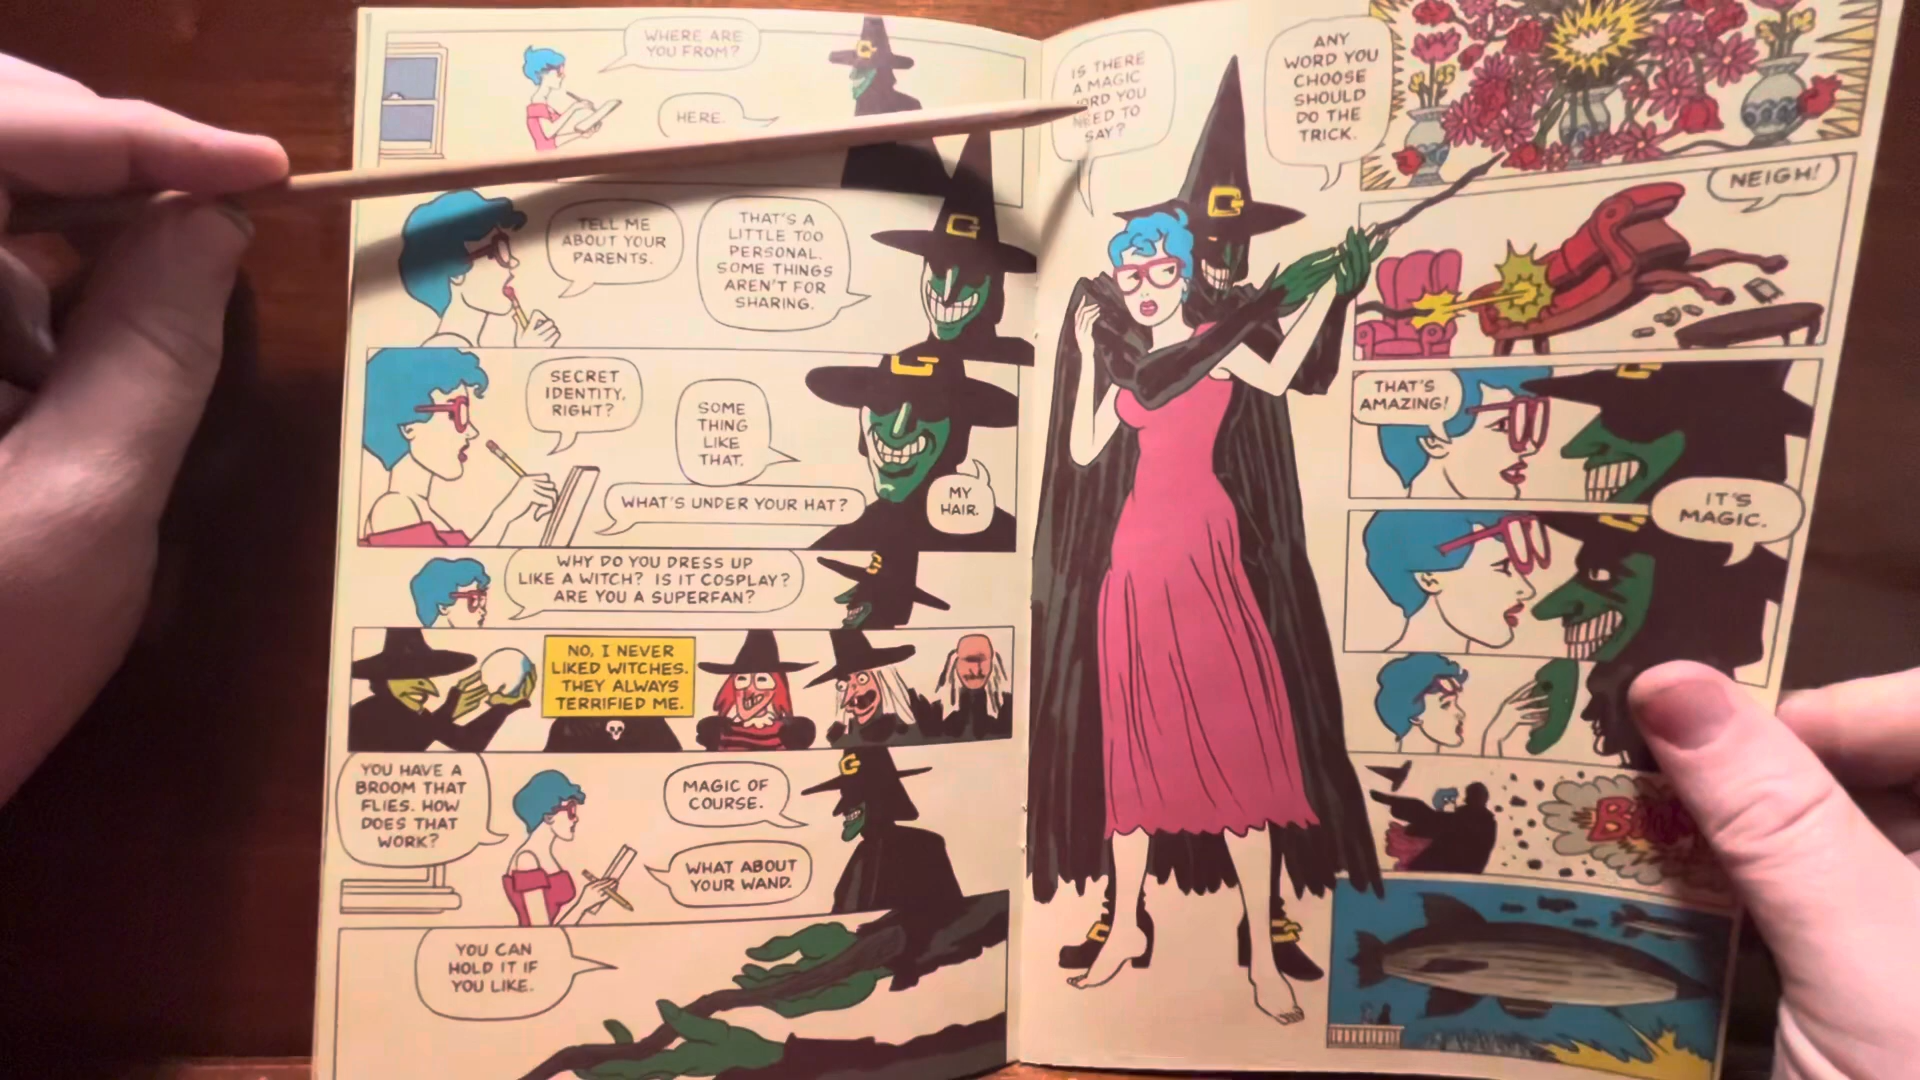 WHERE ARE
YOU FROM?
HERE.
TELL ME
ABOUT YOUR
PARENTS.
THAT'S A
LITTLE TOO
PERSONAL.
SOME THINGS
AREN'T FOR
SHARING.
SECRET
IDENTITY,
RIGHT?
SOME
THING
LIKE
THAT.
WHAT'S UNDER YOUR HAT?
MY
HAIR.
WHY DO YOU DRESS UP
LIKE A WITCH? IS IT COSPLAY?
ARE YOU A SUPERFAN?
NO, I NEVER
LIKED WITCHES.
THEY ALWAYS
TERRIFIED ME.
YOU HAVE A
BROOM THAT
FLIES. HOW
DOES THAT
WORK?
MAGIC OF
COURSE.
WHAT ABOUT
YOUR WAND.
YOU CAN
HOLD IT IF
YOU LIKE.
IS THERE
A MAGIC
WORD YOU
NEED TO
SAY?
ANY
WORD YOU
CHOOSE
SHOULD
DO THE
TRICK.
NEIGH!
THAT'S
AMAZING!
IT'S
MAGIC.